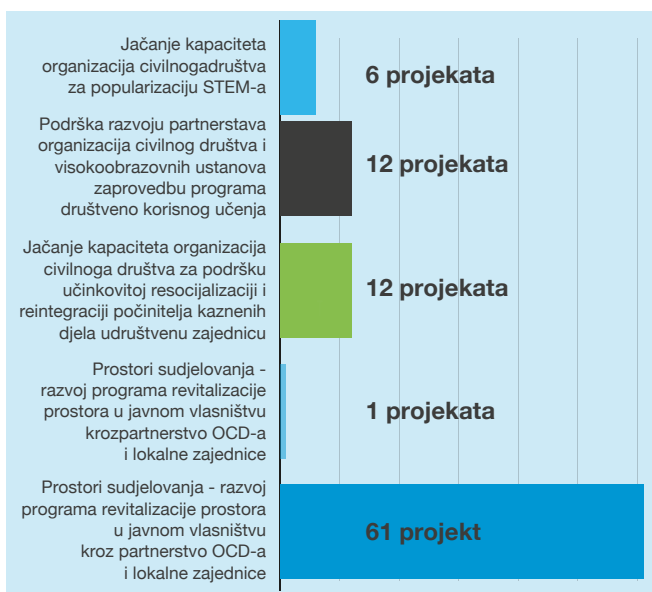 Jačanje kapaciteta
organizacija civilnogadruštva
za popularizaciju STEM-a
6 projekata
Podrška razvoju partnerstava
organizacija civilnog društva i
visokoobrazovnih ustanova
zaprovedbu programa
društveno korisnog učenja
12 projekata
Jačanje kapaciteta organizacija
civilnoga društva za podršku
učinkovitoj resocijalizaciji i
reintegraciji počinitelja kaznenih
djela udruštvenu zajednicu
12 projekata
Prostori sudjelovanja -
razvoj programa revitalizacije
prostora u javnom vlasništvu
krozpartnerstvo OCD-a
i lokalne zajednice
1 projekata
Prostori sudjelovanja - razvoj
programa revitalizacije prostora
u javnom vlasništvu
kroz partnerstvo OCD-a
i lokalne zajednice
61 projekt